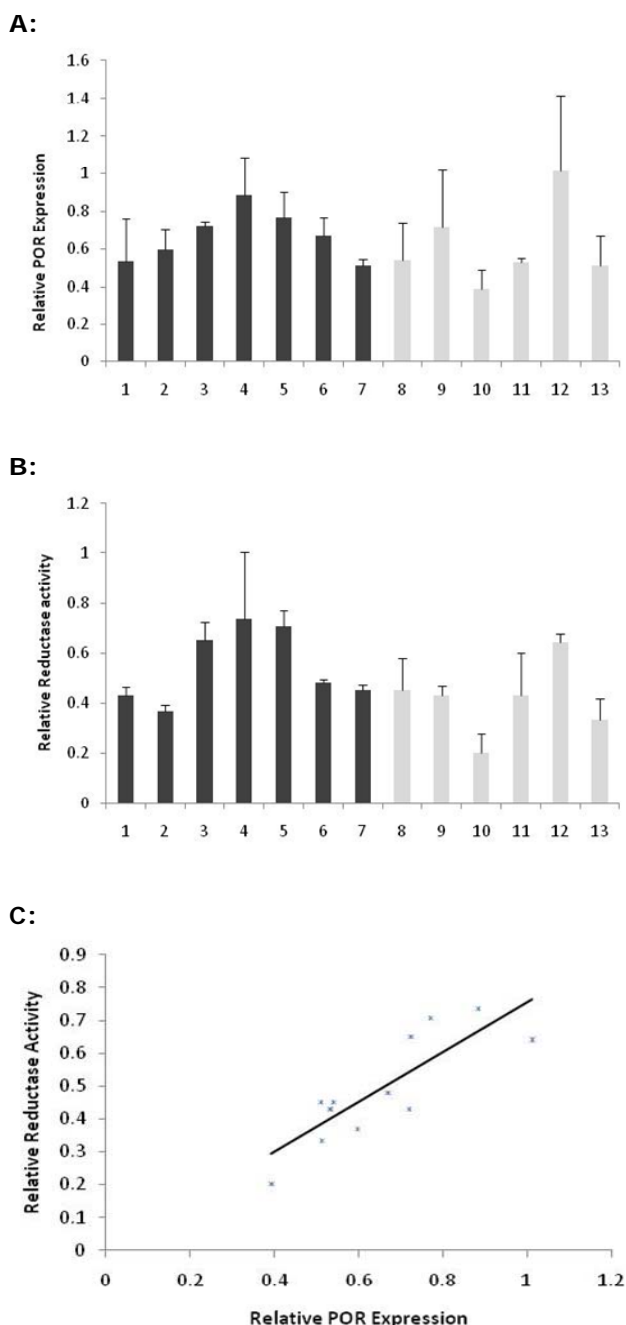 A:
1.6
1.4
1.2
1
0.8
0.6
0.4
0.2
0
Relative POR Expression
1 2 3 4 5 6 7 8 9 10 11 12 13
B:
1.2
1
0.8
0.6
0.4
0.2
0
Relative Reductase activity
1 2 3 4 5 6 7 8 9 10 11 12 13
C:
0.9
0.8
0.7
0.6
0.5
0.4
0.3
0.2
0.1
0
Relative Reductase Activity
0 0.2 0.4 0.6 0.8 1 1.2
Relative POR Expression